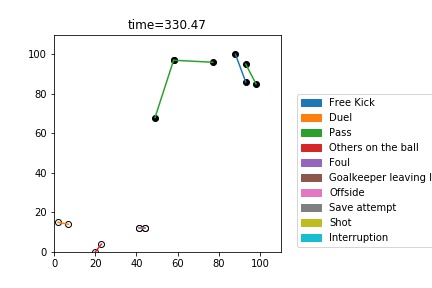 time=330.47
100
80
60
40
20
0
0 20 40 60 80 100
Free Kick
Duel
Pass
Others on the ball
Foul
Goalkeeper leaving l
Offside
Save attempt
Shot
Interruption